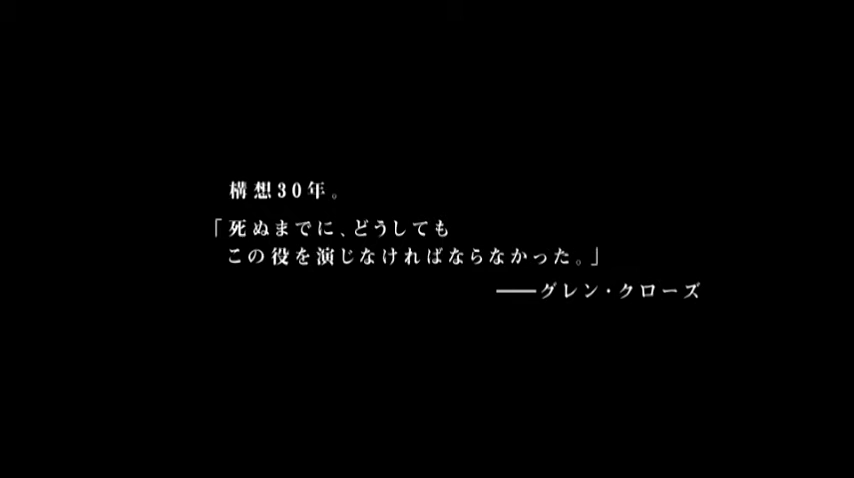 構想30年。
「死ぬまでに、どうしても
この役を演じなければならなかった。」
――グレン・クローズ